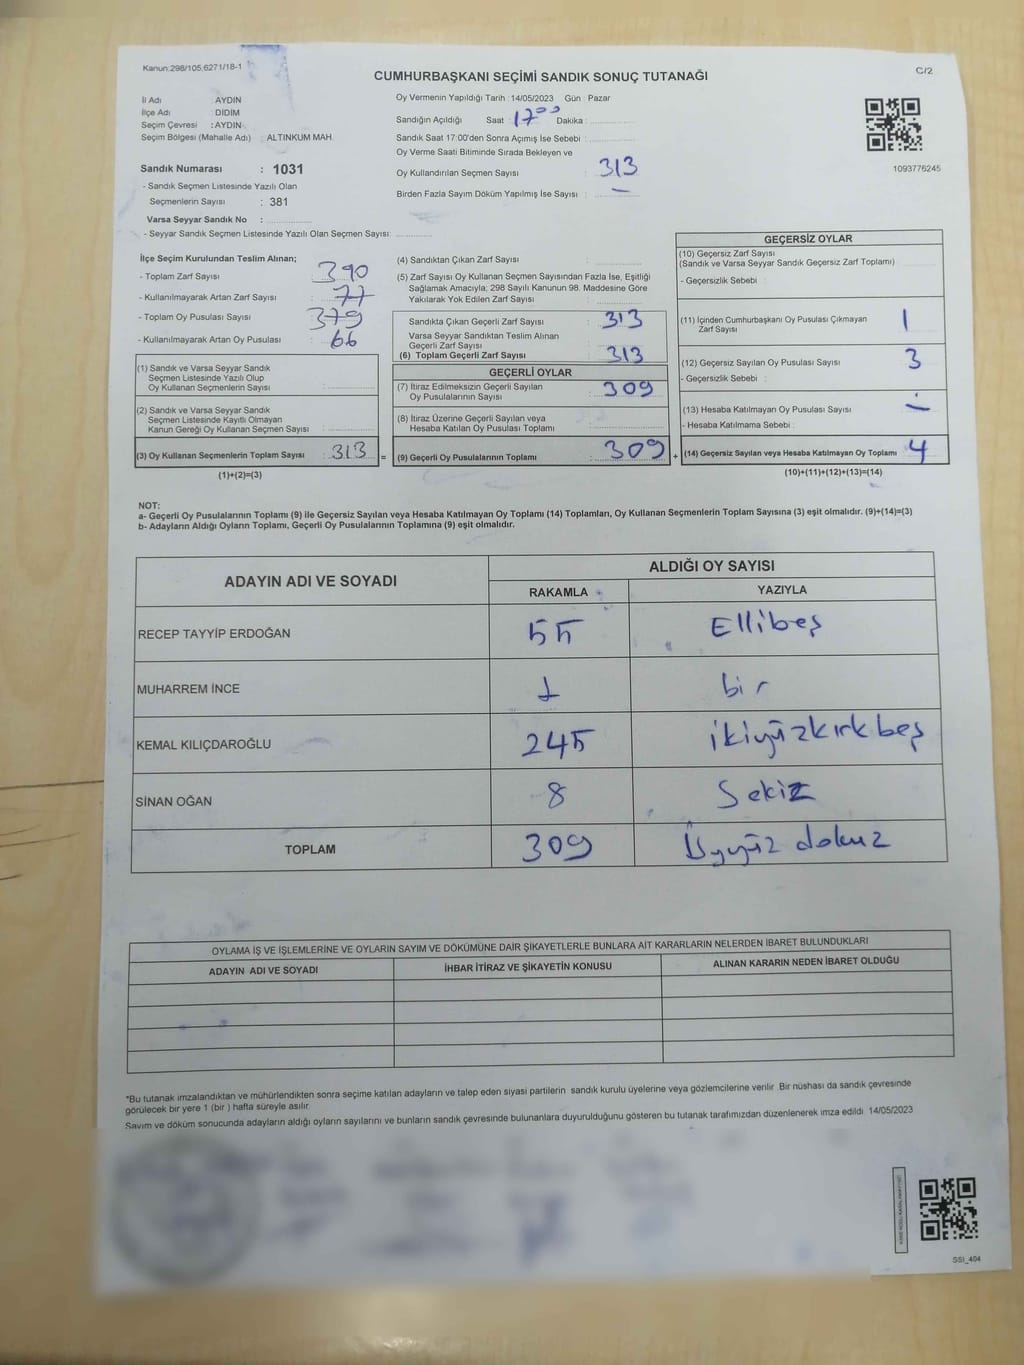 Kanun:298/105,6271/18-1
CUMHURBAŞKANI SEÇİMİ SANDIK SONUÇ TUTANAĞI
C/2
İl Adı : AYDIN
İlçe Adı : DİDİM
Seçim Çevresi : AYDIN
Seçim Bölgesi (Mahalle Adı) : ALTINKUM MAH.
Oy Vermenin Yapıldığı Tarih :14/05/2023 Gün : Pazar
Sandığın Açıldığı Saat : 17 00 Dakika :
Sandık Saat 17:00'den Sonra Açımış İse Sebebi :
Oy Verme Saati Bitiminde Sırada Bekleyen ve
Oy Kullandırılan Seçmen Sayısı : 313
Birden Fazla Sayım Döküm Yapılmış İse Sayısı : —
1093776245
Sandık Numarası : 1031
- Sandık Seçmen Listesinde Yazılı Olan
Seçmenlerin Sayısı : 381
Varsa Seyyar Sandık No :
- Seyyar Sandık Seçmen Listesinde Yazılı Olan Seçmen Sayısı:
İlçe Seçim Kurulundan Teslim Alınan;
- Toplam Zarf Sayısı : 390
- Kullanılmayarak Artan Zarf Sayısı : 77
- Toplam Oy Pusulası Sayısı : 379
- Kullanılmayarak Artan Oy Pusulası : 66
(1) Sandık ve Varsa Seyyar Sandık
Seçmen Listesinde Yazılı Olup
Oy Kullanan Seçmenlerin Sayısı :
(2) Sandık ve Varsa Seyyar Sandık
Seçmen Listesinde Kayıtlı Olmayan
Kanun Gereği Oy Kullanan Seçmen Sayısı :
(3) Oy Kullanan Seçmenlerin Toplam Sayısı : 313 =
(1)+(2)=(3)
(4) Sandıktan Çıkan Zarf Sayısı :
(5) Zarf Sayısı Oy Kullanan Seçmen Sayısından Fazla İse, Eşitliği
Sağlamak Amacıyla; 298 Sayılı Kanunun 98. Maddesine Göre
Yakılarak Yok Edilen Zarf Sayısı :
Sandıkta Çıkan Geçerli Zarf Sayısı : 313
Varsa Seyyar Sandıktan Teslim Alınan
Geçerli Zarf Sayısı :
(6) Toplam Geçerli Zarf Sayısı 313
GEÇERLİ OYLAR
(7) İtiraz Edilmeksizin Geçerli Sayılan
Oy Pusulalarının Sayısı : 309
(8) İtiraz Üzerine Geçerli Sayılan veya
Hesaba Katılan Oy Pusulası Toplamı :
(9) Geçerli Oy Pusulalarının Toplamı : 309 +
GEÇERSİZ OYLAR
(10) Geçersiz Zarf Sayısı
(Sandık ve Varsa Seyyar Sandık Geçersiz Zarf Toplamı)
- Geçersizlik Sebebi :
(11) İçinden Cumhurbaşkanı Oy Pusulası Çıkmayan
Zarf Sayısı : 1
(12) Geçersiz Sayılan Oy Pusulası Sayısı : 3
- Geçersizlik Sebebi :
(13) Hesaba Katılmayan Oy Pusulası Sayısı : —
- Hesaba Katılmama Sebebi :
(14) Geçersiz Sayılan veya Hesaba Katılmayan Oy Toplamı : 4
(10)+(11)+(12)+(13)=(14)
NOT:
a- Geçerli Oy Pusulalarının Toplamı (9) ile Geçersiz Sayılan veya Hesaba Katılmayan Oy Toplamı (14) Toplamları, Oy Kullanan Seçmenlerin Toplam Sayısına (3) eşit olmalıdır. (9)+(14)=(3)
b- Adayların Aldığı Oyların Toplamı, Geçerli Oy Pusulalarının Toplamına (9) eşit olmalıdır.
ADAYIN ADI VE SOYADI
ALDIĞI OY SAYISI
RAKAMLA
YAZIYLA
RECEP TAYYİP ERDOĞAN 55 Ellibeş
MUHARREM İNCE 1 bir
KEMAL KILIÇDAROĞLU 245 ikiyüzkırkbeş
SİNAN OĞAN 8 Sekiz
TOPLAM 309 Üçyüz dokuz
OYLAMA İŞ VE İŞLEMLERİNE VE OYLARIN SAYIM VE DÖKÜMÜNE DAİR ŞİKAYETLERLE BUNLARA AİT KARARLARIN NELERDEN İBARET BULUNDUKLARI
ADAYIN ADI VE SOYADI
İHBAR İTİRAZ VE ŞİKAYETİN KONUSU
ALINAN KARARIN NEDEN İBARET OLDUĞU
*Bu tutanak imzalandıktan ve mühürlendikten sonra seçime katılan adayların ve talep eden siyasi partilerin sandık kurulu üyelerine veya gözlemcilerine verilir. Bir nüshası da sandık çevresinde
görülecek bir yere 1 (bir ) hafta süreyle asılır.
Sayım ve döküm sonucunda adayların aldığı oyların sayılarını ve bunların sandık çevresinde bulunanlara duyurulduğunu gösteren bu tutanak tarafımızdan düzenlenerek imza edildi. 14/05/2023
SSI_404